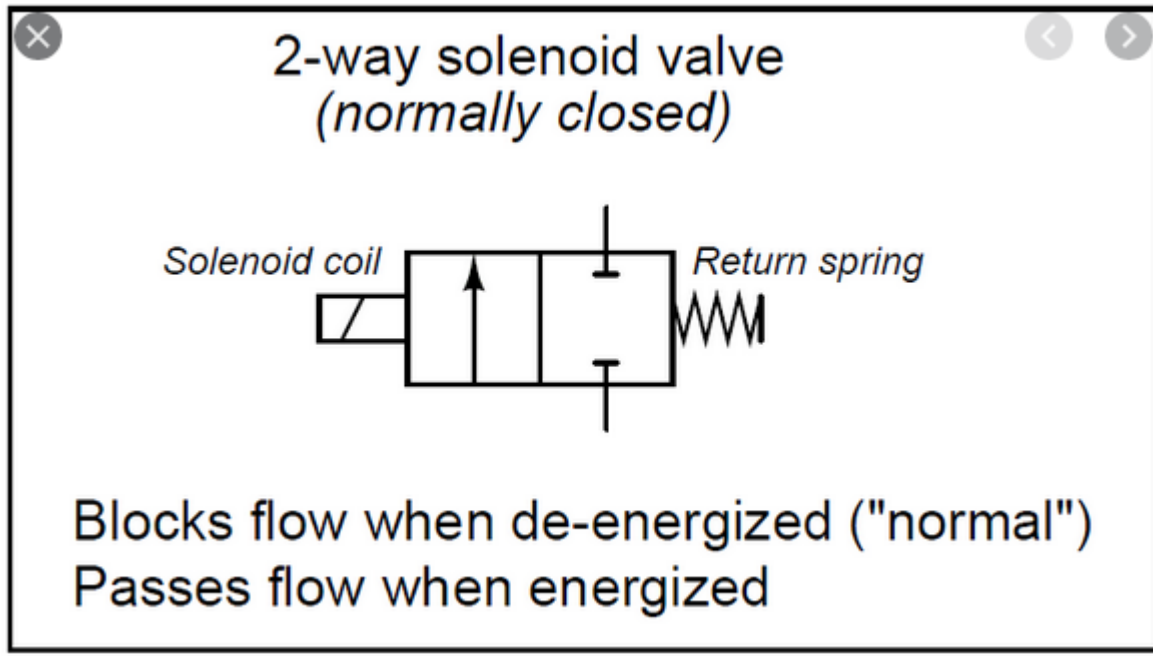 2-way solenoid valve
(normally closed)
Solenoid coil
Return spring
Blocks flow when de-energized ("normal")
Passes flow when energized